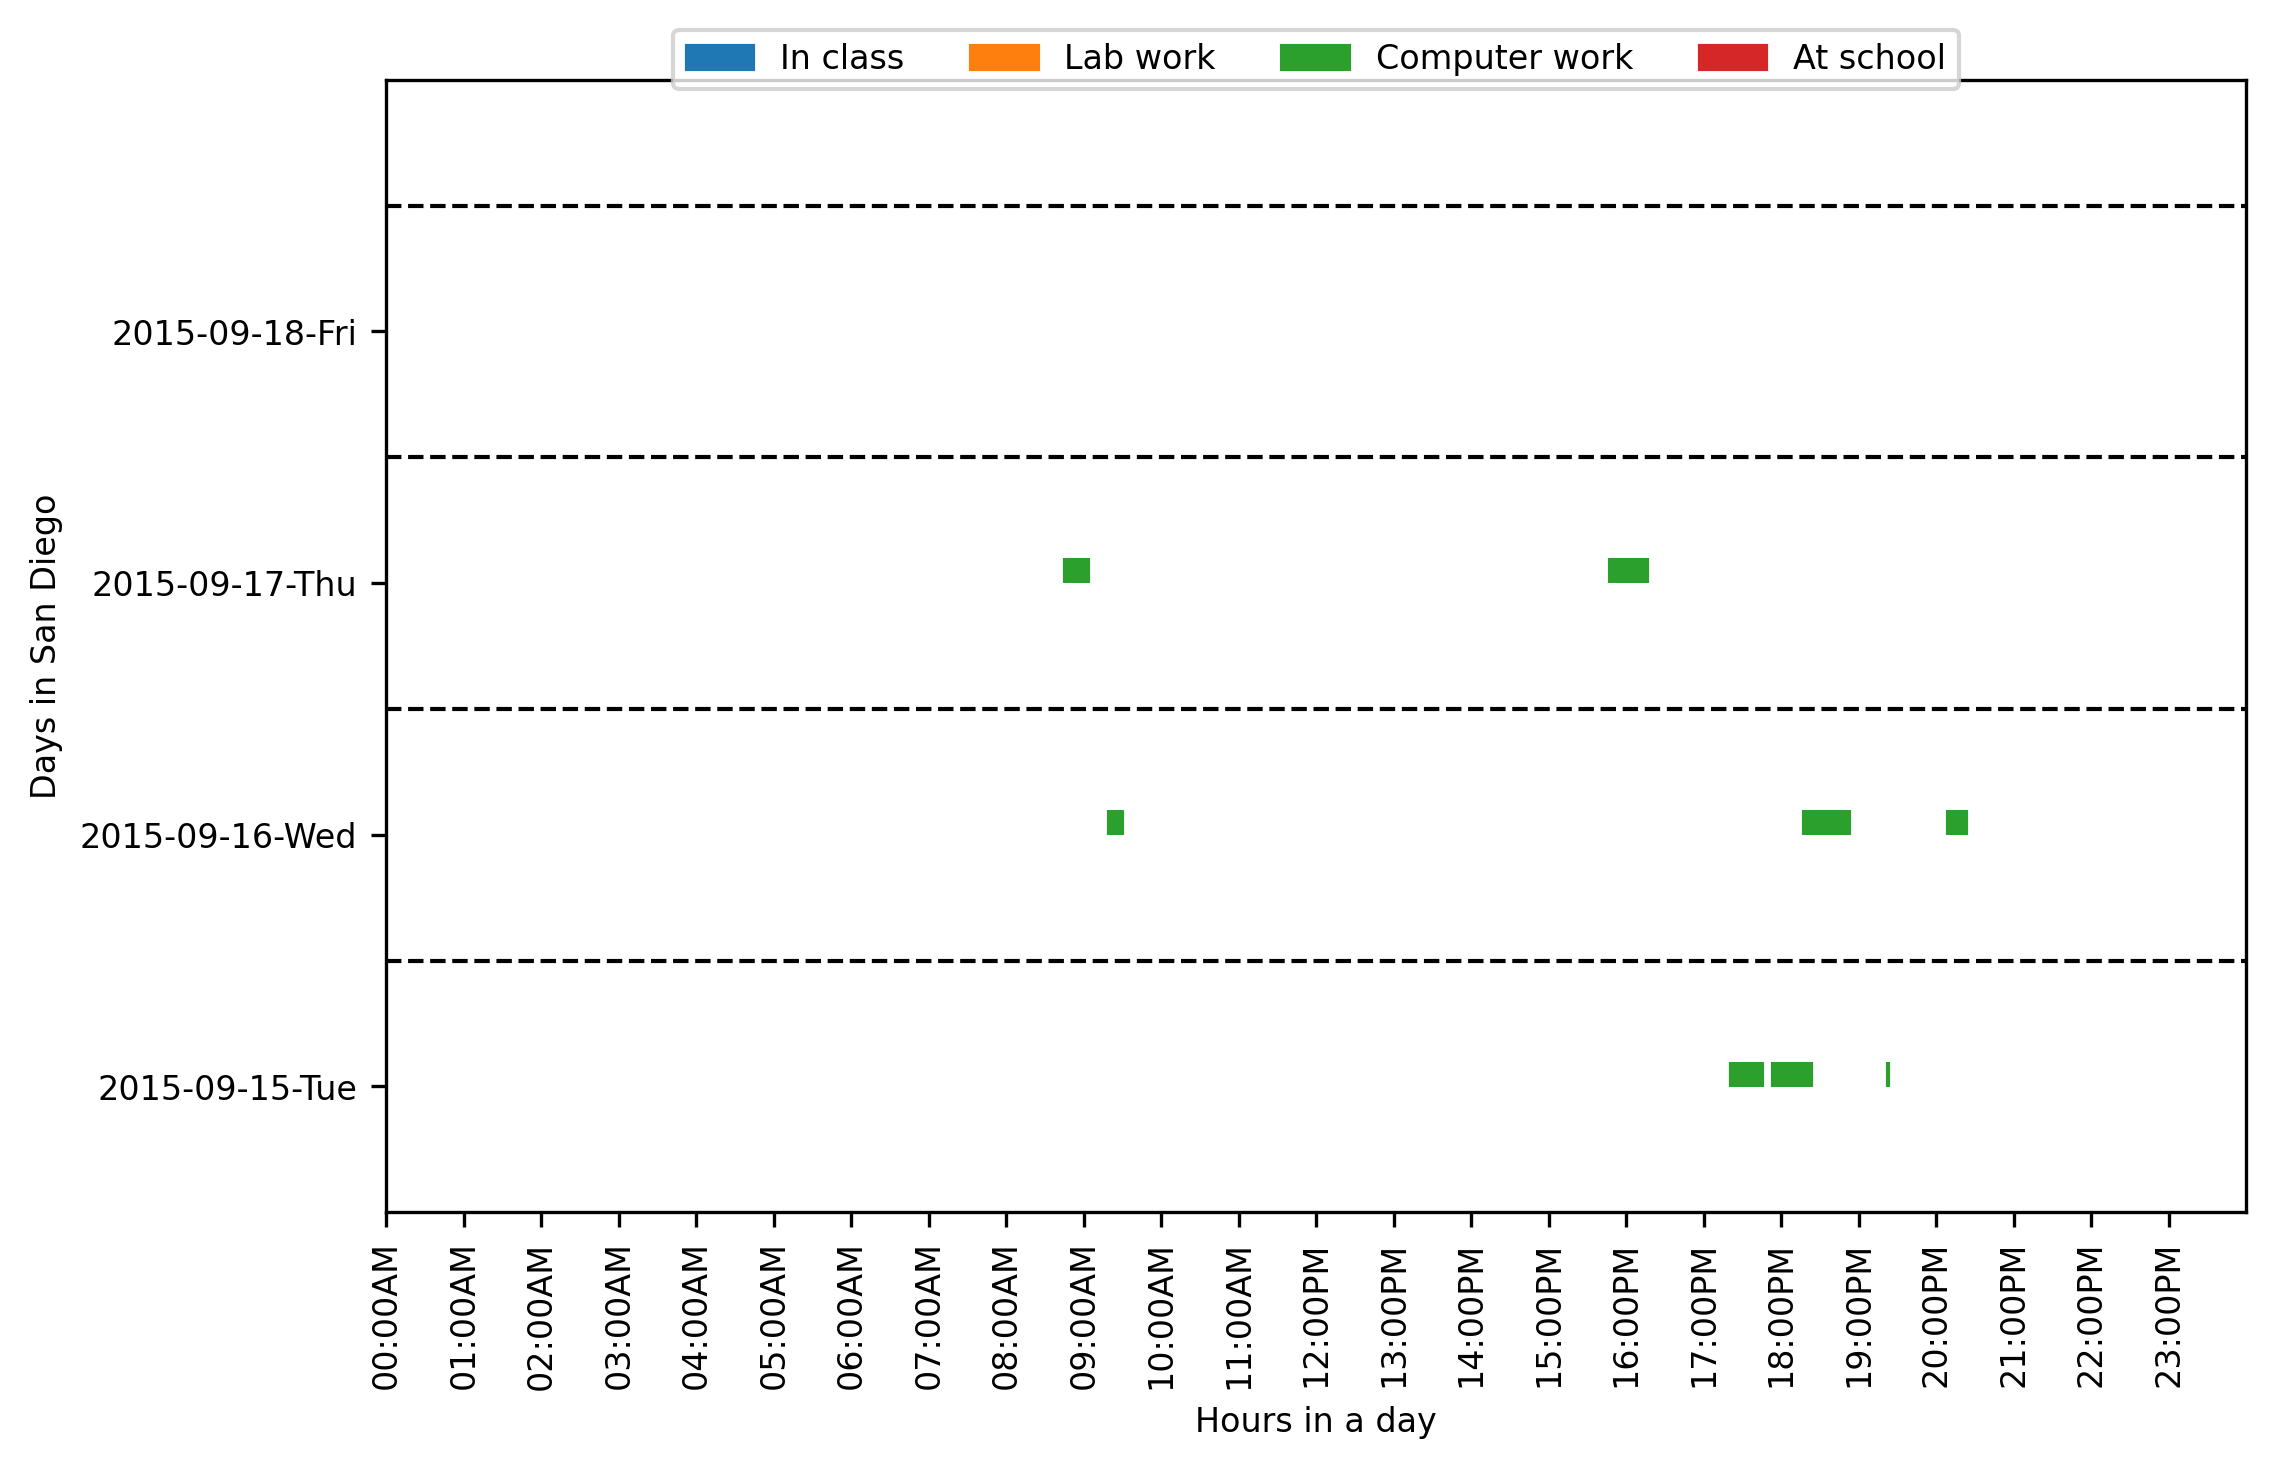 In class Lab work Computer work At school
Days in San Diego
2015-09-18-Fri
2015-09-17-Thu
2015-09-16-Wed
2015-09-15-Tue
00:00AM 01:00AM 02:00AM 03:00AM 04:00AM 05:00AM 06:00AM 07:00AM 08:00AM 09:00AM 10:00AM 11:00AM 12:00PM 13:00PM 14:00PM 15:00PM 16:00PM 17:00PM 18:00PM 19:00PM 20:00PM 21:00PM 22:00PM 23:00PM
Hours in a day